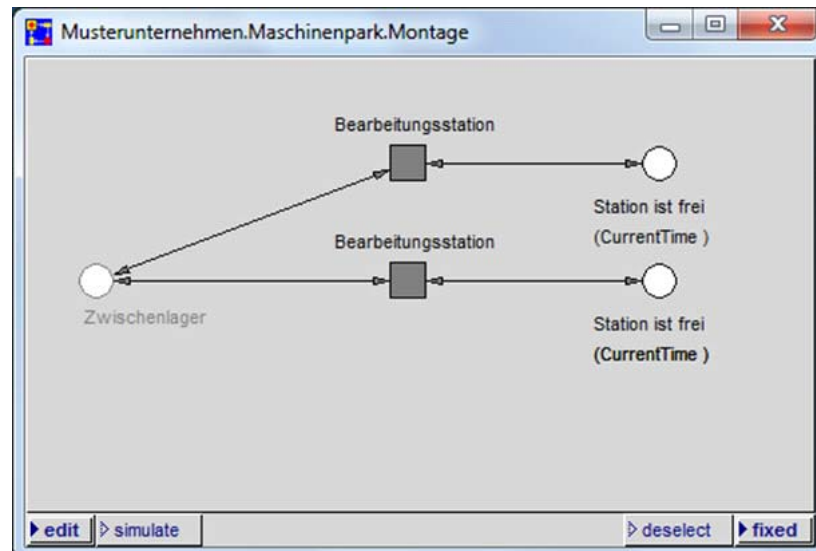 Musterunternehmen.Maschinenpark.Montage
Bearbeitungsstation
Station ist frei
(CurrentTime )
Bearbeitungsstation
Zwischenlager
Station ist frei
(CurrentTime )
edit
simulate
deselect
fixed